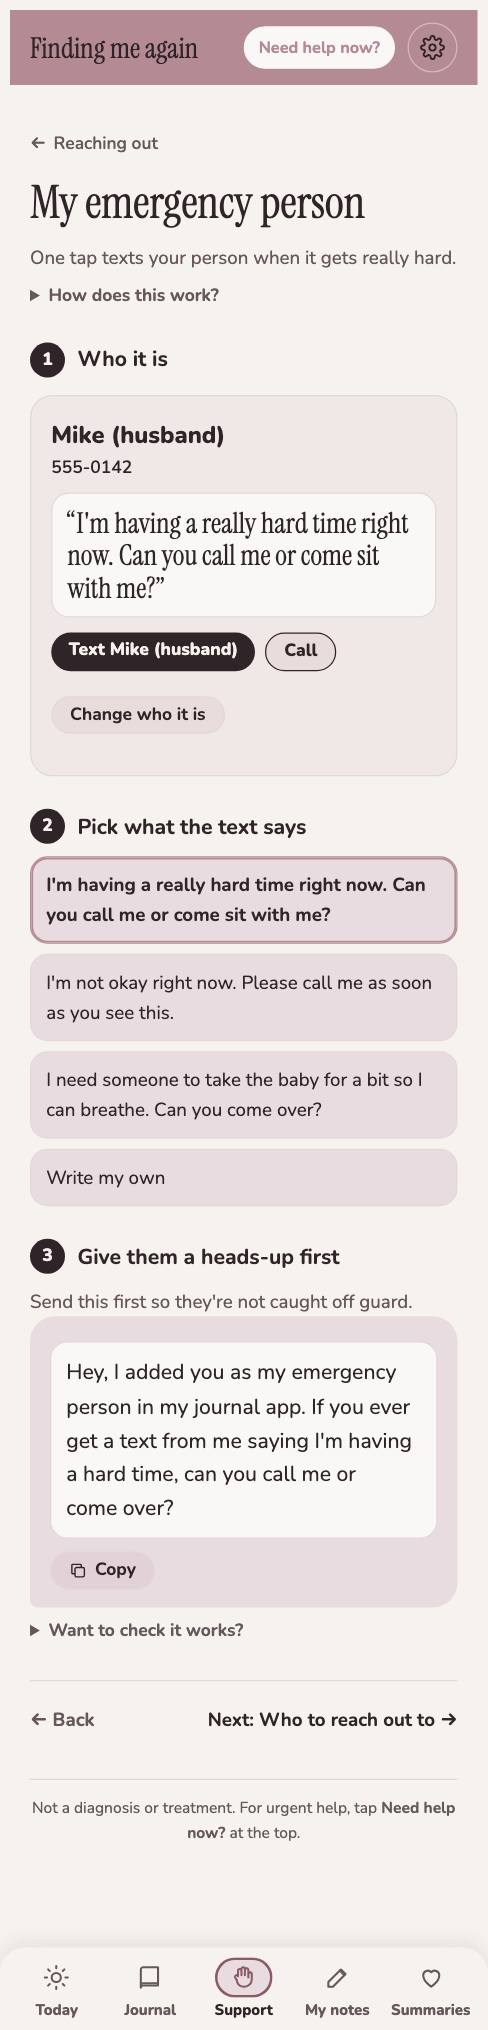 Finding me again
Need help now?
← Reaching out
My emergency person
One tap texts your person when it gets really hard.
▶ How does this work?
1 Who it is
Mike (husband)
555-0142
“I'm having a really hard time right
now. Can you call me or come sit
with me?”
Text Mike (husband)
Call
Change who it is
2 Pick what the text says
I'm having a really hard time right now. Can
you call me or come sit with me?
I'm not okay right now. Please call me as soon
as you see this.
I need someone to take the baby for a bit so I
can breathe. Can you come over?
Write my own
3 Give them a heads-up first
Send this first so they're not caught off guard.
Hey, I added you as my emergency
person in my journal app. If you ever
get a text from me saying I'm having
a hard time, can you call me or
come over?
Copy
▶ Want to check it works?
← Back
Next: Who to reach out to →
Not a diagnosis or treatment. For urgent help, tap Need help
now? at the top.
Today
Journal
Support
My notes
Summaries